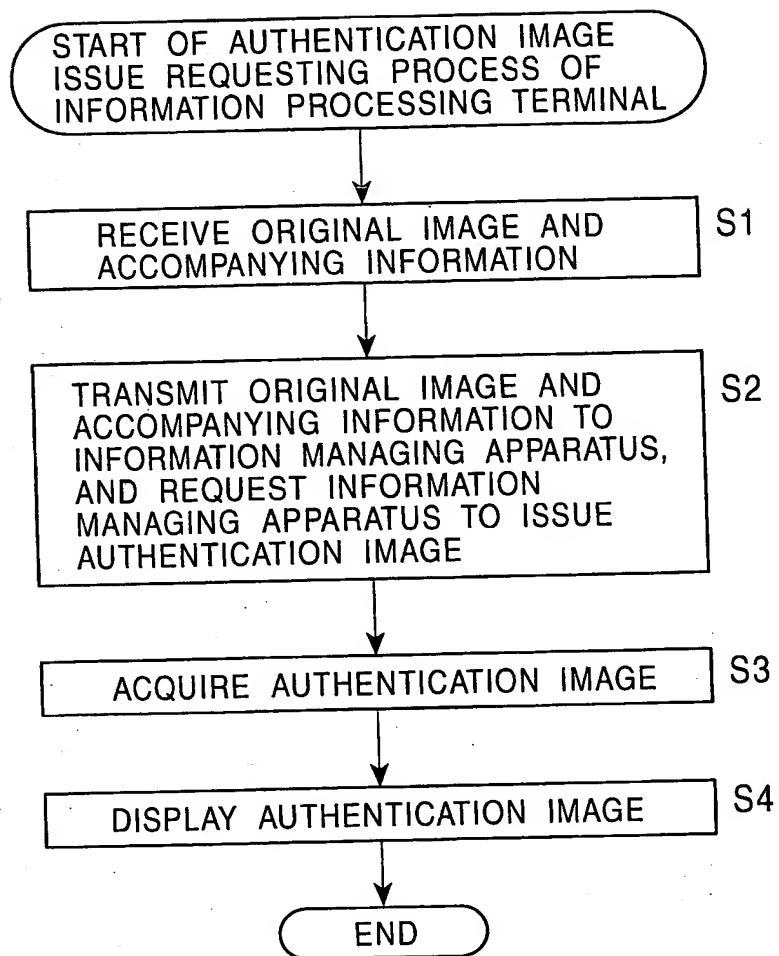 START OF AUTHENTICATION IMAGE
ISSUE REQUESTING PROCESS OF
INFORMATION PROCESSING TERMINAL
RECEIVE ORIGINAL IMAGE AND
ACCOMPANYING INFORMATION
S1
TRANSMIT ORIGINAL IMAGE AND
ACCOMPANYING INFORMATION TO
INFORMATION MANAGING APPARATUS,
AND REQUEST INFORMATION
MANAGING APPARATUS TO ISSUE
AUTHENTICATION IMAGE
S2
ACQUIRE AUTHENTICATION IMAGE
S3
DISPLAY AUTHENTICATION IMAGE
S4
END